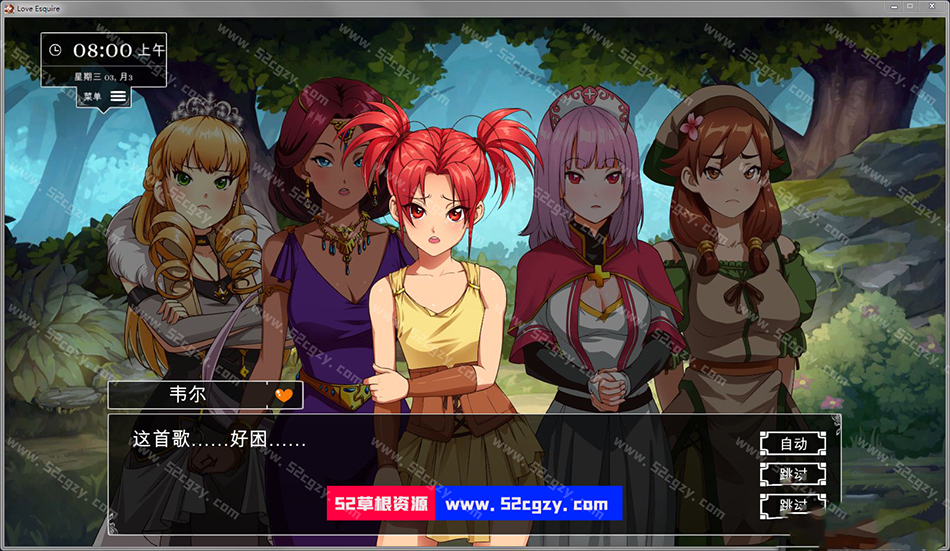 Love Esquire
08:00 上午
星期三 03, 月3
菜单
韦尔
这首歌……好困……
自动
跳过
跳过
52草根资源 www.52cgzy.com
www.52cgzy.com